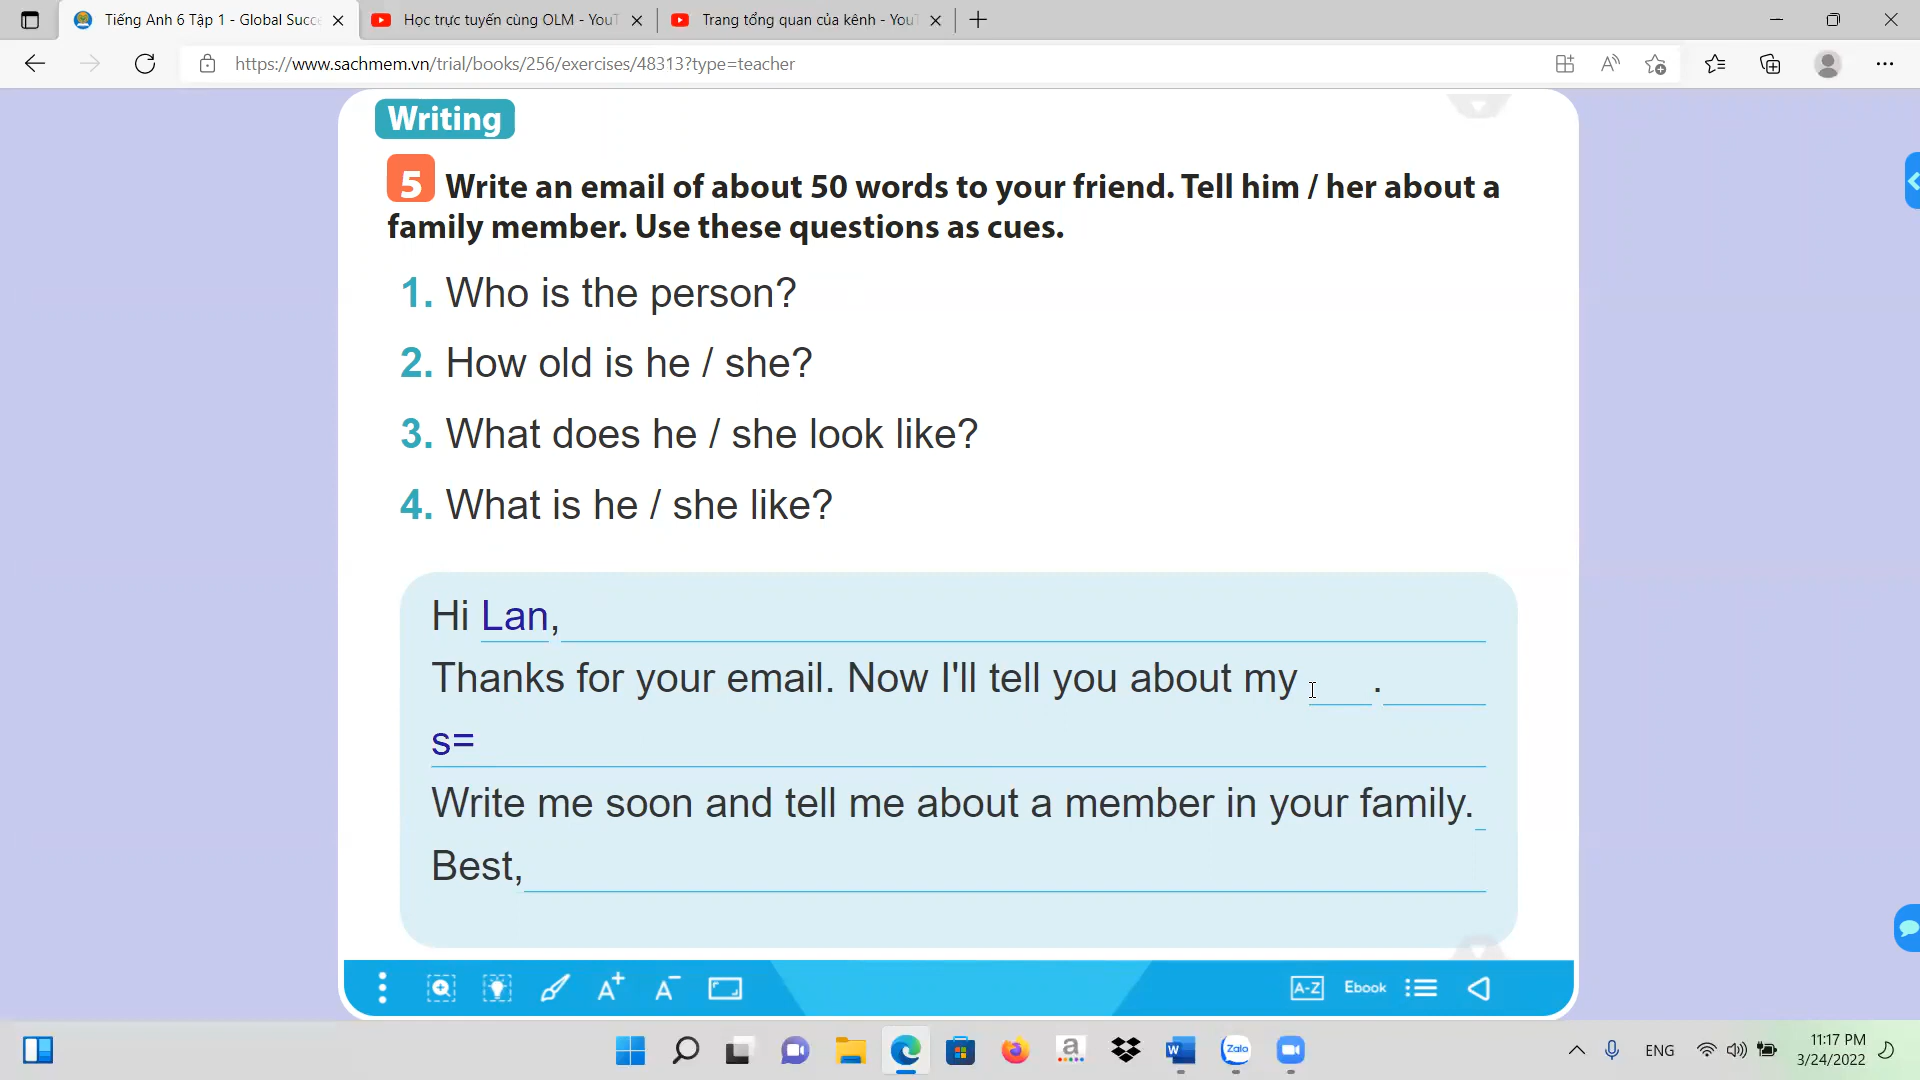 Tiếng Anh 6 Tập 1 - Global Succe
Học trực tuyến cùng OLM - YouT
Trang tổng quan của kênh - YouT
https://www.sachmem.vn/trial/books/256/exercises/48313?type=teacher
Writing
5 Write an email of about 50 words to your friend. Tell him / her about a
family member. Use these questions as cues.
1. Who is the person?
2. How old is he / she?
3. What does he / she look like?
4. What is he / she like?
Hi Lan,
Thanks for your email. Now I'll tell you about my ____.
s=
Write me soon and tell me about a member in your family.
Best,
A+ A- A-Z Ebook
a W Zalo
ENG
11:17 PM
3/24/2022